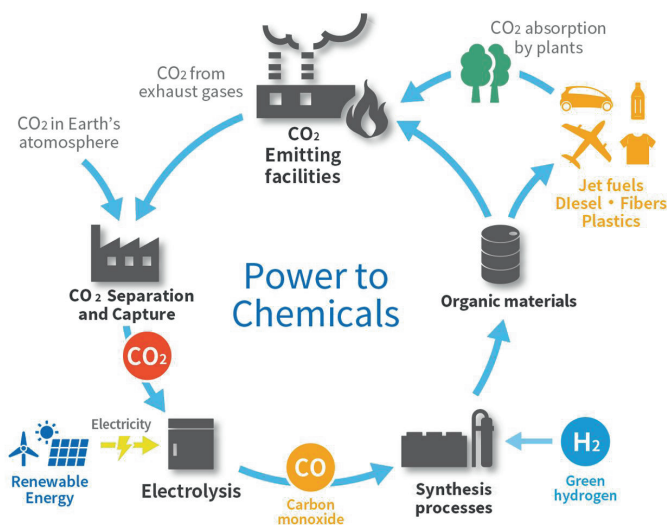 CO2 absorption
by plants
CO2 from
exhaust gases
CO2 in Earth's
atomosphere
CO2
Emitting
facilities
Jet fuels
DIesel・Fibers
Plastics
CO2 Separation
and Capture
Power to
Chemicals
Organic materials
CO2
Electricity
Renewable
Energy
Electrolysis
CO
Carbon
monoxide
Synthesis
processes
H2
Green
hydrogen